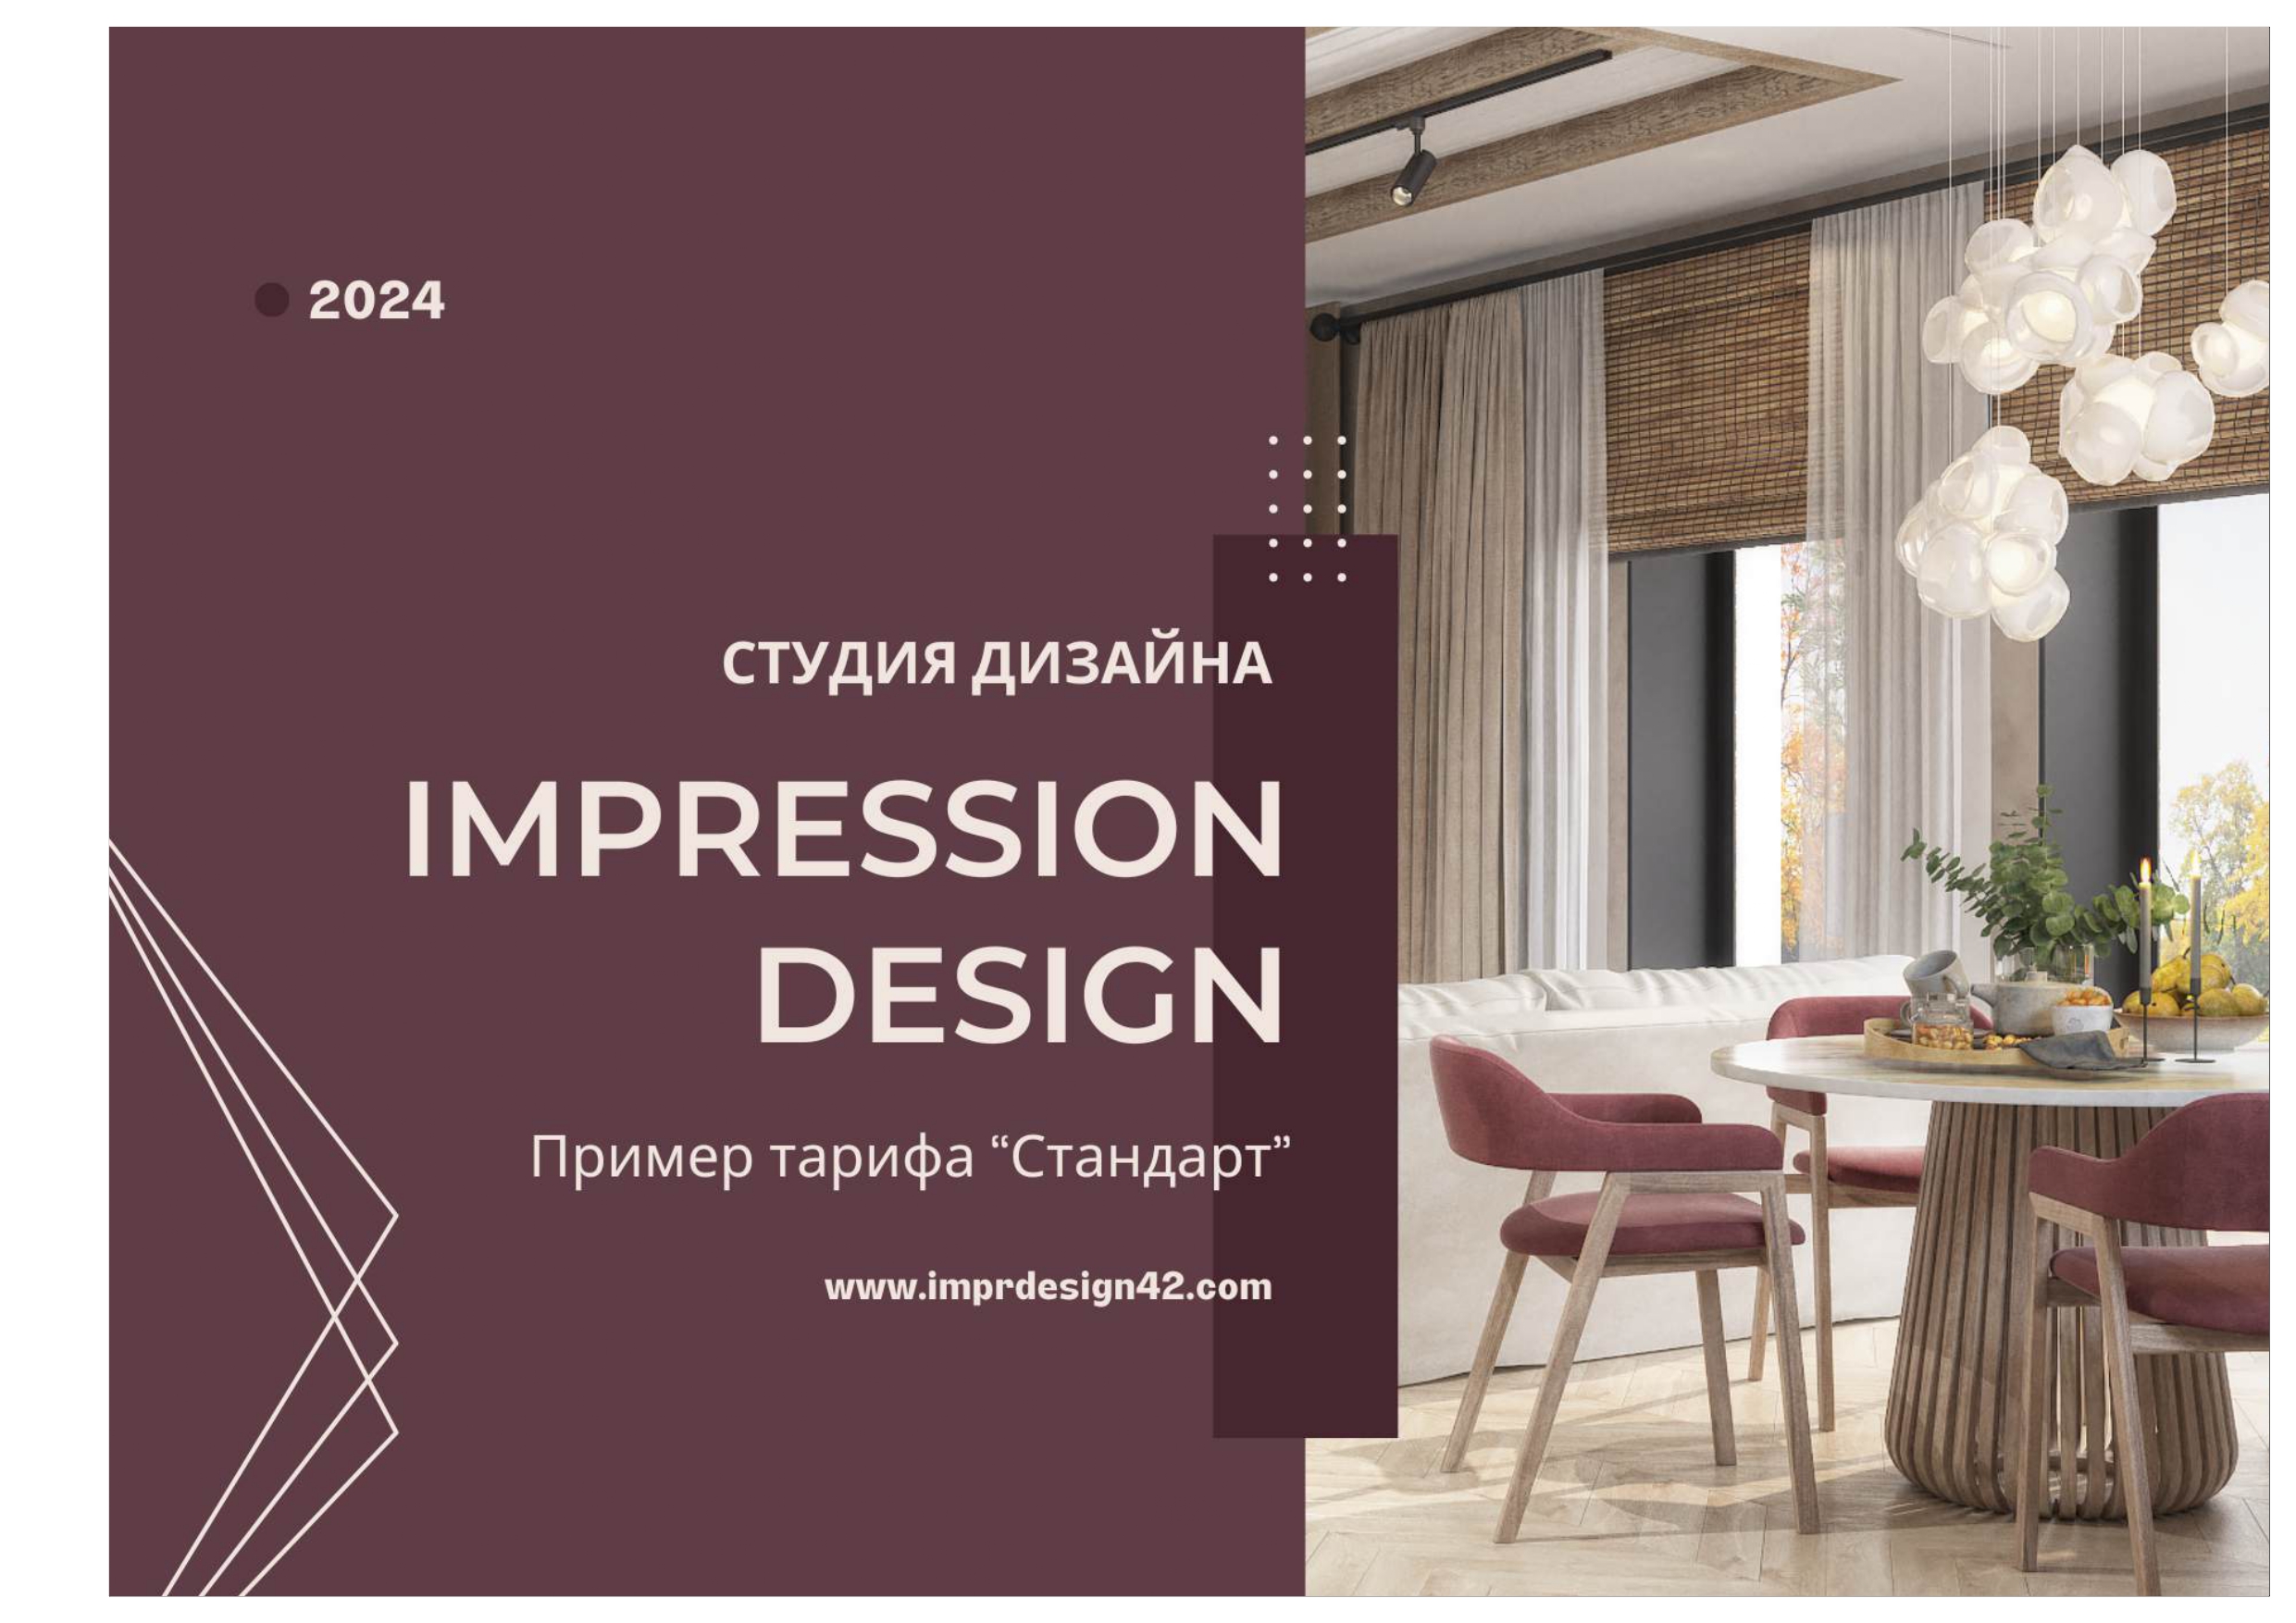 2024
СТУДИЯ ДИЗАЙНА
IMPRESSION
DESIGN
Пример тарифа “Стандарт”
www.imprdesign42.com